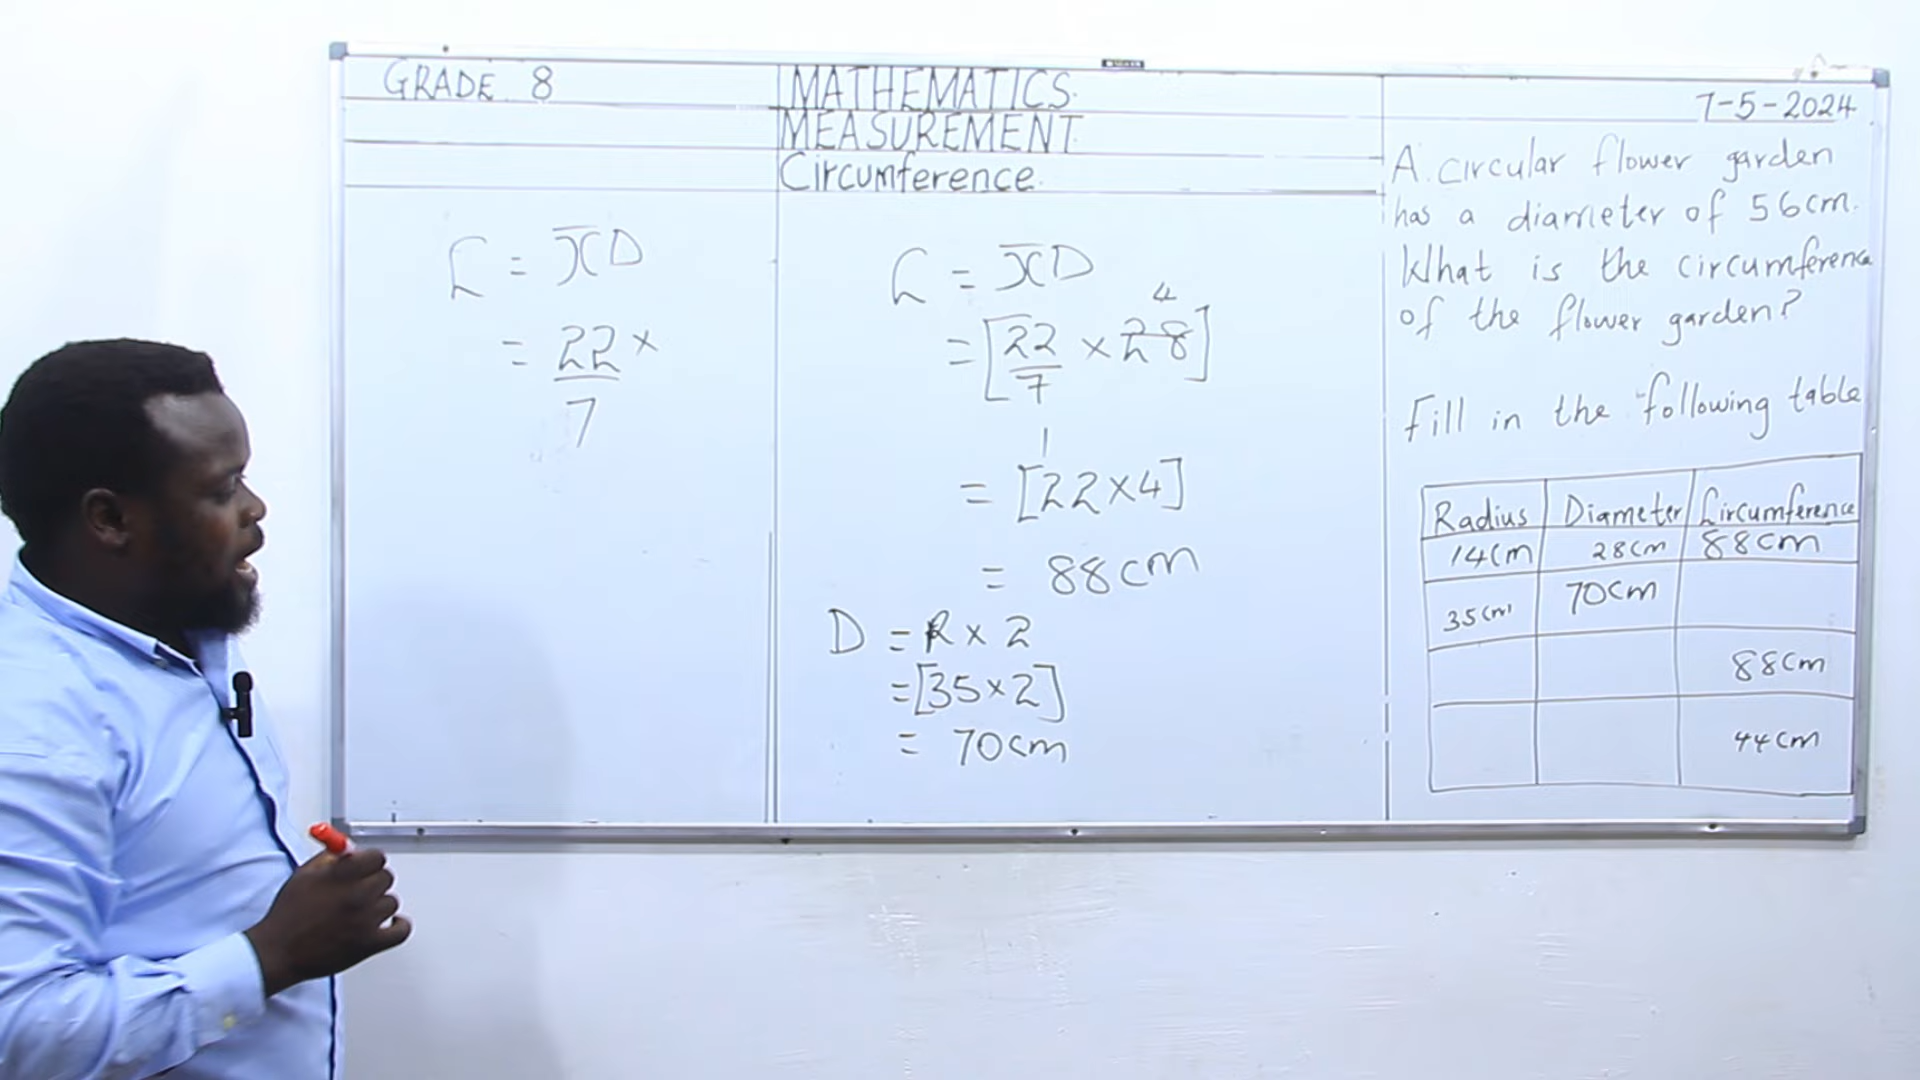 GRADE 8
MATHEMATICS
MEASUREMENT
Circumference.
7-5-2024
C = πD
= 22 ×
7
C = πD
4
= [22 × 28]
7
1
= [22×4]
= 88cm
D = R × 2
= [35×2]
= 70cm
A circular flower garden
has a diameter of 56cm.
What is the circumference
of the flower garden?
Fill in the following table
Radius Diameter Circumference
14cm 28cm 88cm
35cm 70cm
88cm
44cm